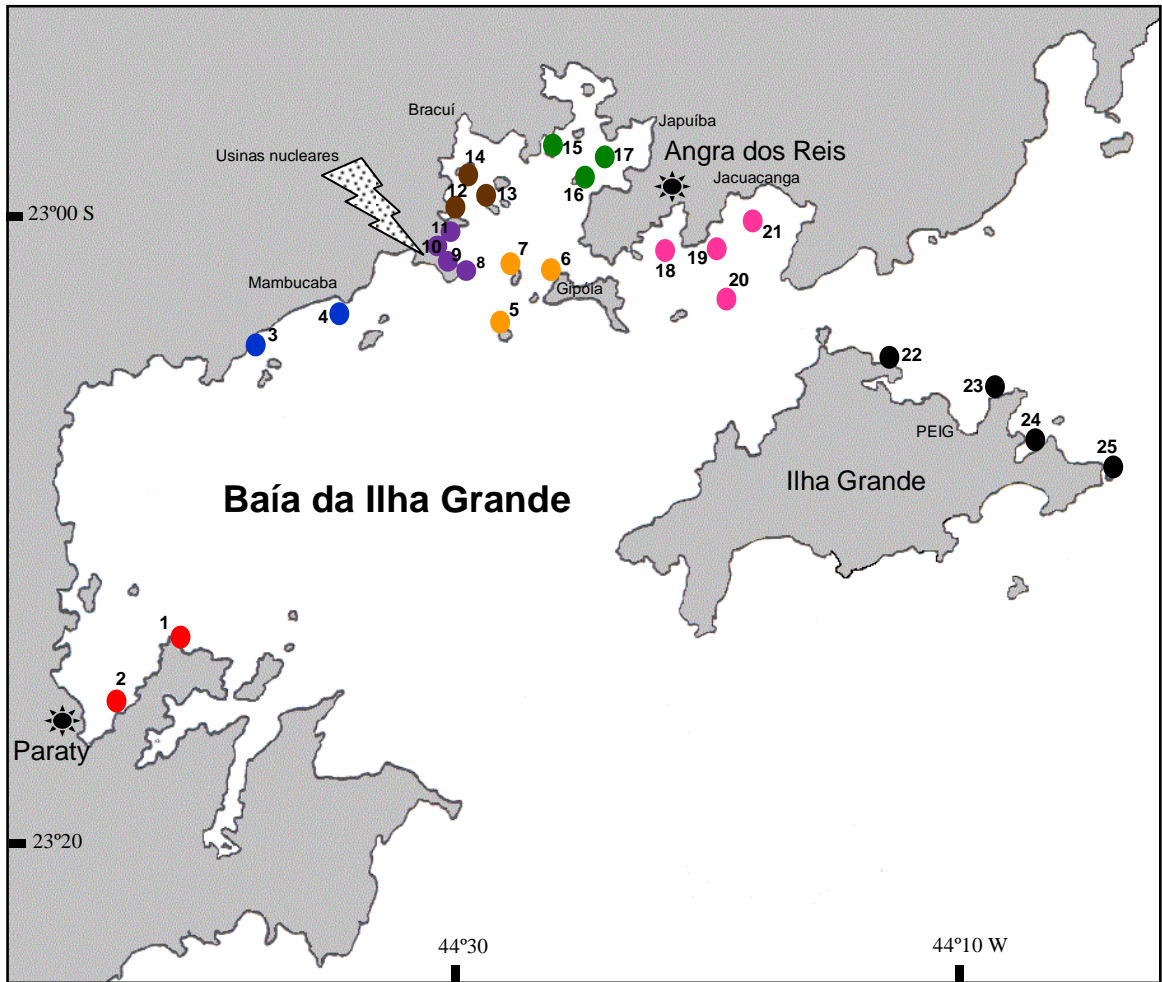 Bracuí
Japuíba
15
17
Usinas nucleares
14
Angra dos Reis
16
Jacuacanga
12
13
23º00 S
11
21
10
9
8
7
6
18
19
Mambucaba
Gipóia
20
4
5
3
22
23
PEIG
24
25
Ilha Grande
Baía da Ilha Grande
1
2
Paraty
23º20
44º30
44º10 W